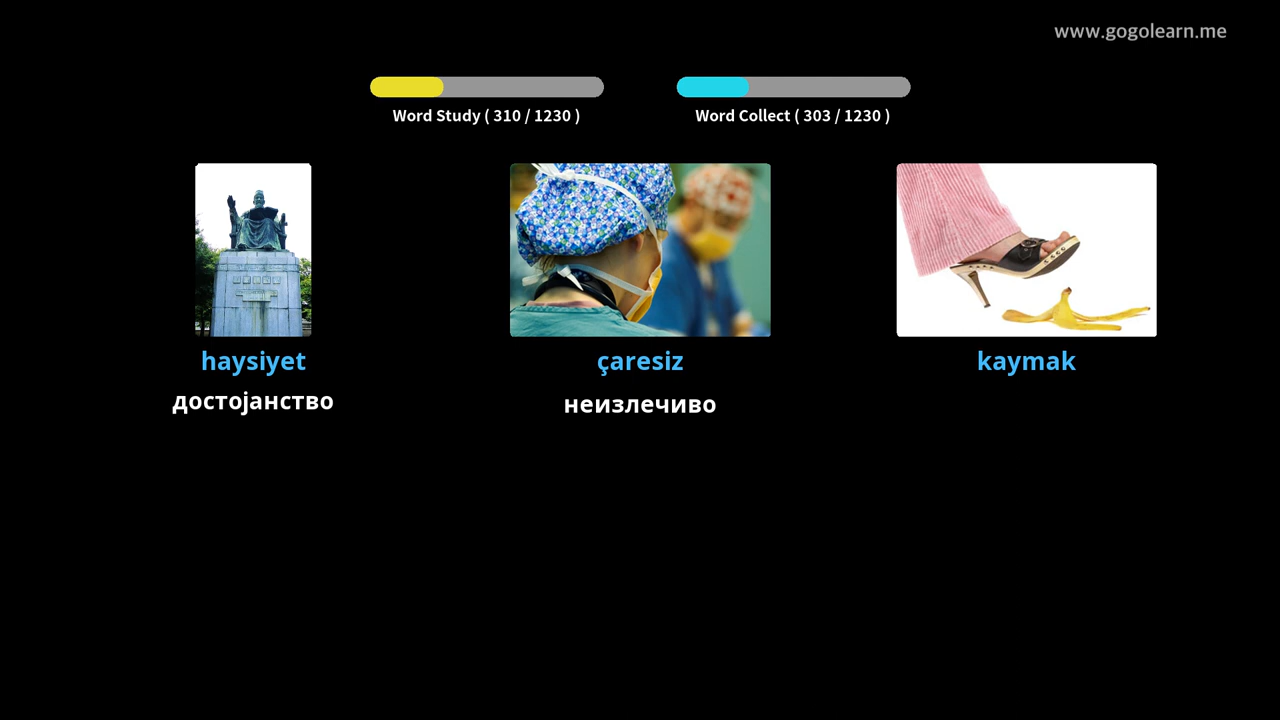 www.gogolearn.me
Word Study ( 310 / 1230 )
Word Collect ( 303 / 1230 )
haysiyet
çaresiz
kaymak
достојанство
неизлечиво